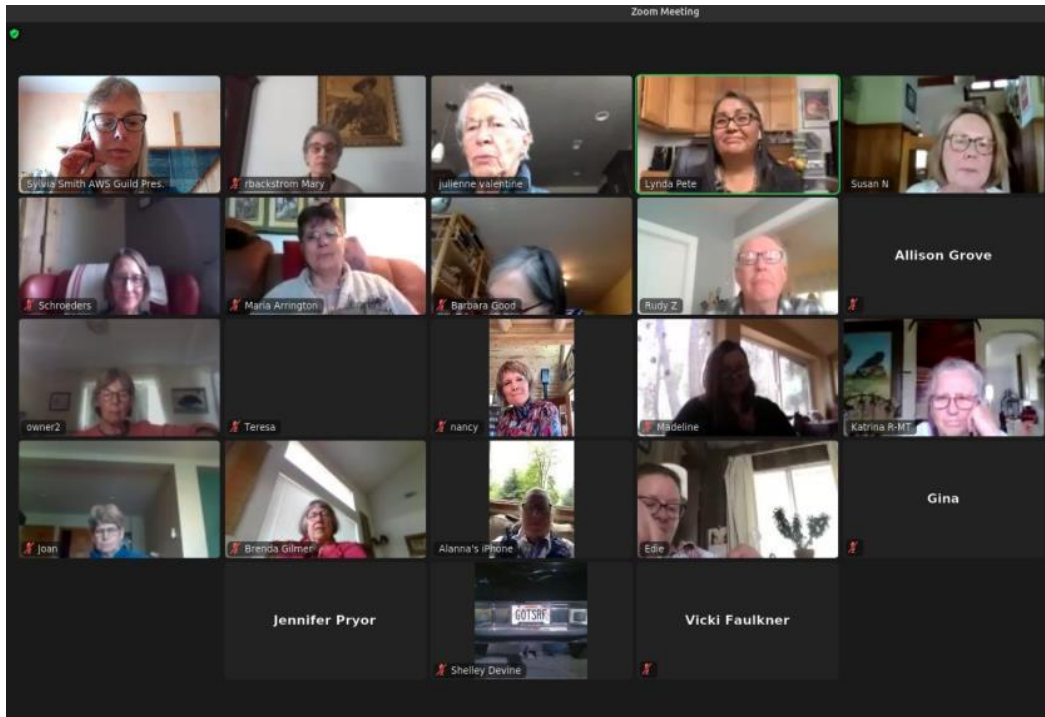 Zoom Meeting
Sylvia Smith AWS Guild Pres.
rbackstrom Mary
julienne valentine
Lynda Pete
Susan N
Schroeders
Maria Arrington
Barbara Good
Rudy Z
Allison Grove
owner2
Teresa
nancy
Madeline
Katrina R-MT
Joan
Brenda Gilmer
Alanna's iPhone
Edie
Gina
Jennifer Pryor
GOTSRF
Shelley Devine
Vicki Faulkner